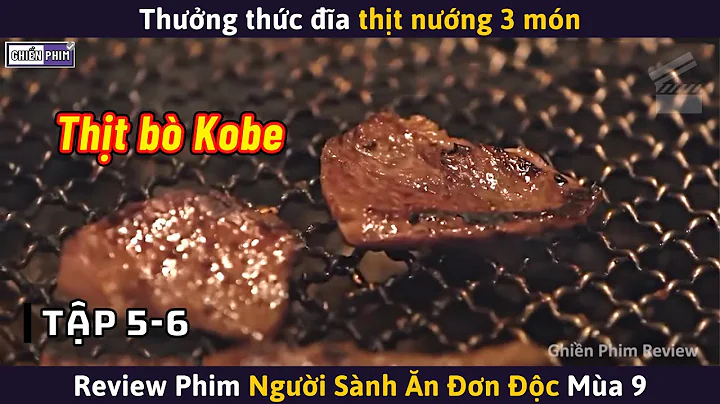 Thưởng thức đĩa thịt nướng 3 món
GHIỀN PHIM
Thịt bò Kobe
TẬP 5-6
Ghiền Phim Review
Review Phim Người Sành Ăn Đơn Độc Mùa 9